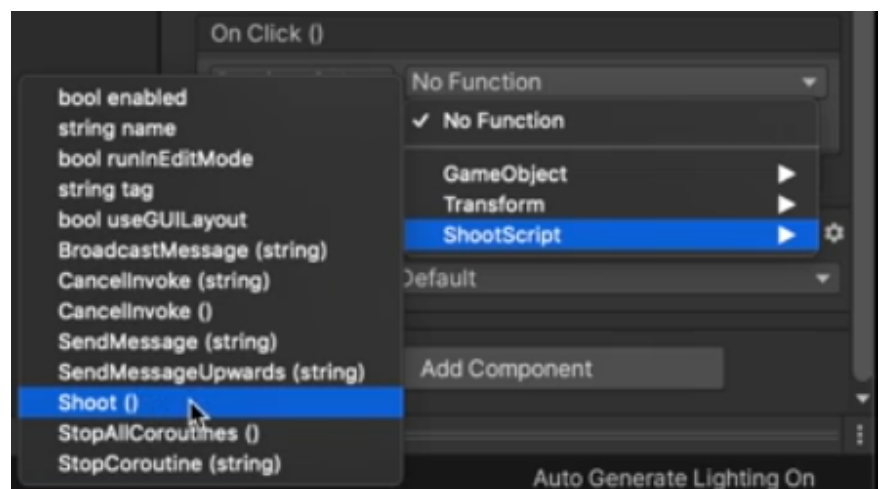 On Click ()
No Function
No Function
GameObject
Transform
ShootScript
bool enabled
string name
bool runInEditMode
string tag
bool useGUILayout
BroadcastMessage (string)
CancelInvoke (string)
CancelInvoke ()
SendMessage (string)
SendMessageUpwards (string)
Shoot ()
StopAllCoroutines ()
StopCoroutine (string)
Default
Add Component
Auto Generate Lighting On